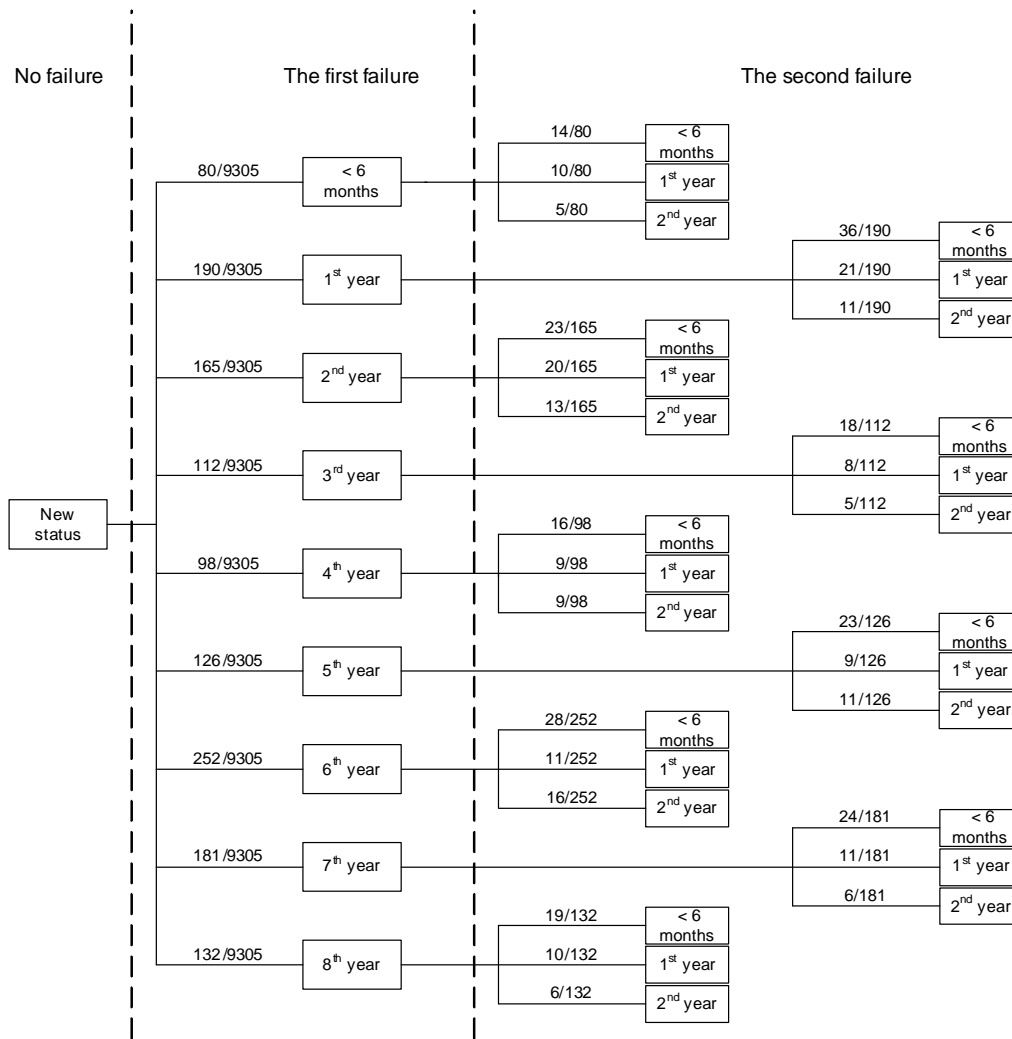 No failure
The first failure
The second failure
New
status
80/9305
< 6
months
14/80
< 6
months
10/80
1st year
5/80
2nd year
190/9305
1st year
36/190
< 6
months
21/190
1st year
11/190
2nd year
165/9305
2nd year
23/165
< 6
months
20/165
1st year
13/165
2nd year
112/9305
3rd year
18/112
< 6
months
8/112
1st year
5/112
2nd year
98/9305
4th year
16/98
< 6
months
9/98
1st year
9/98
2nd year
126/9305
5th year
23/126
< 6
months
9/126
1st year
11/126
2nd year
252/9305
6th year
28/252
< 6
months
11/252
1st year
16/252
2nd year
181/9305
7th year
24/181
< 6
months
11/181
1st year
6/181
2nd year
132/9305
8th year
19/132
< 6
months
10/132
1st year
6/132
2nd year